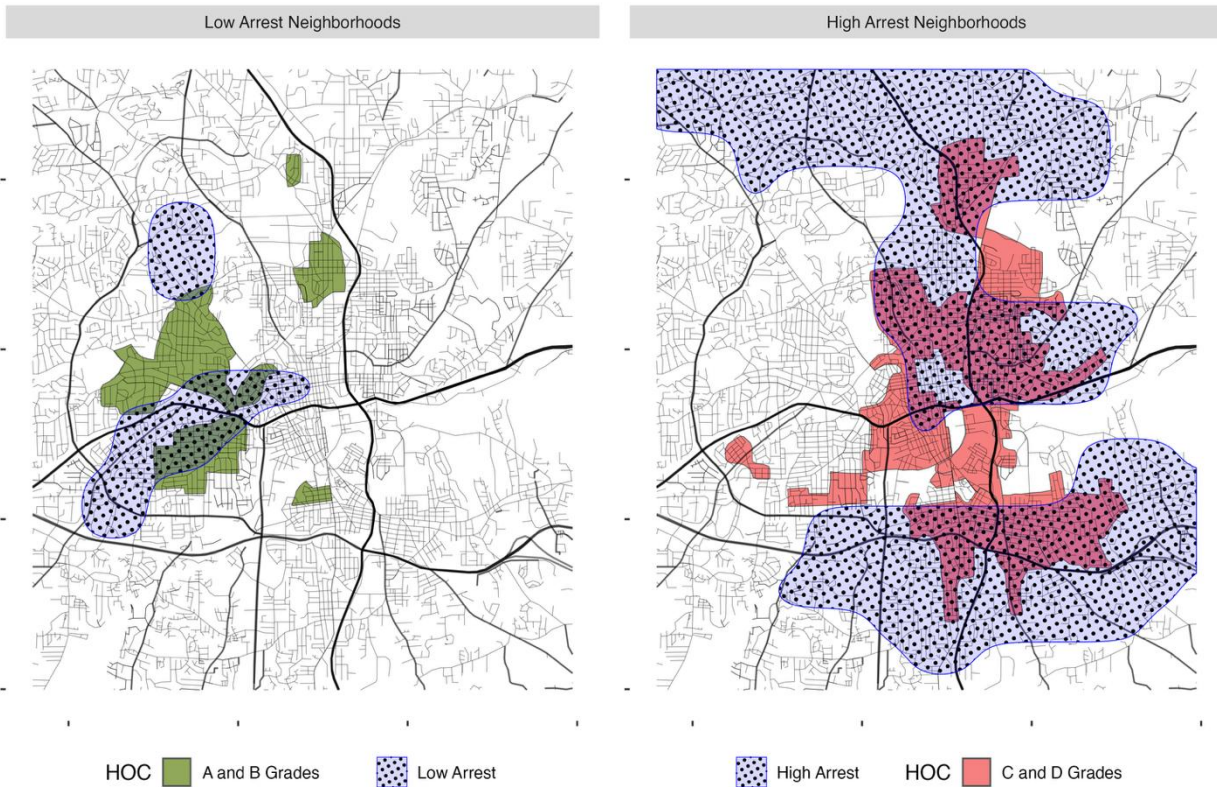 Low Arrest Neighborhoods
High Arrest Neighborhoods
HOC A and B Grades Low Arrest
High Arrest HOC C and D Grades